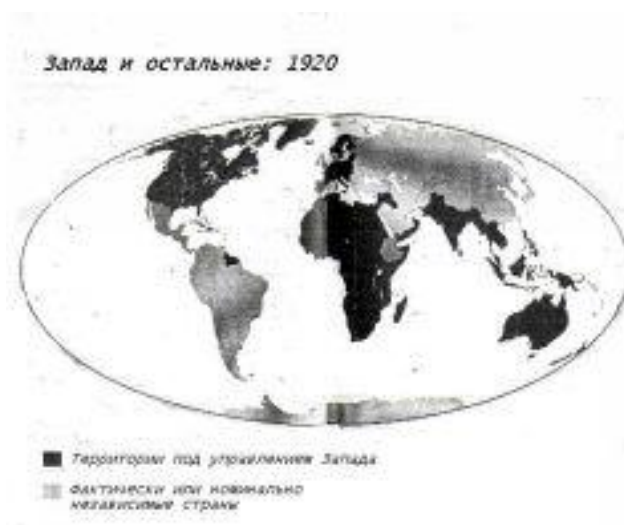 Запад и остальные: 1920
Территории под управлением Запада
Фактически или номинально
независимые страны